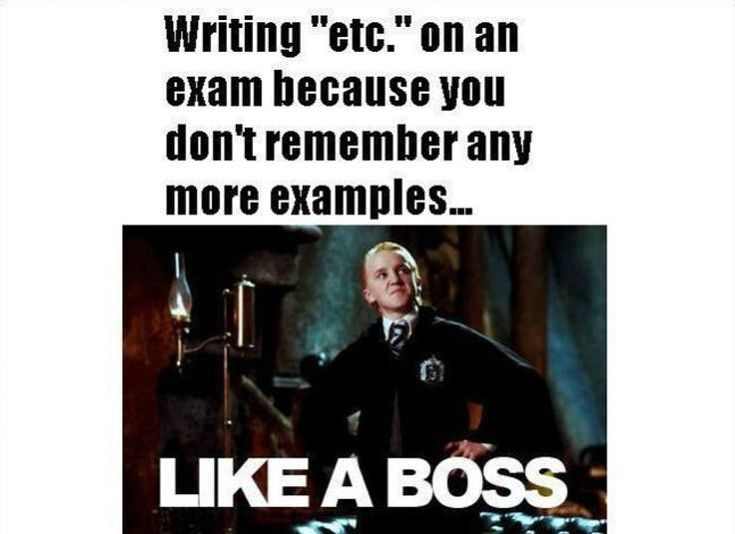 Writing "etc." on an
exam because you
don't remember any
more examples...
LIKE A BOSS